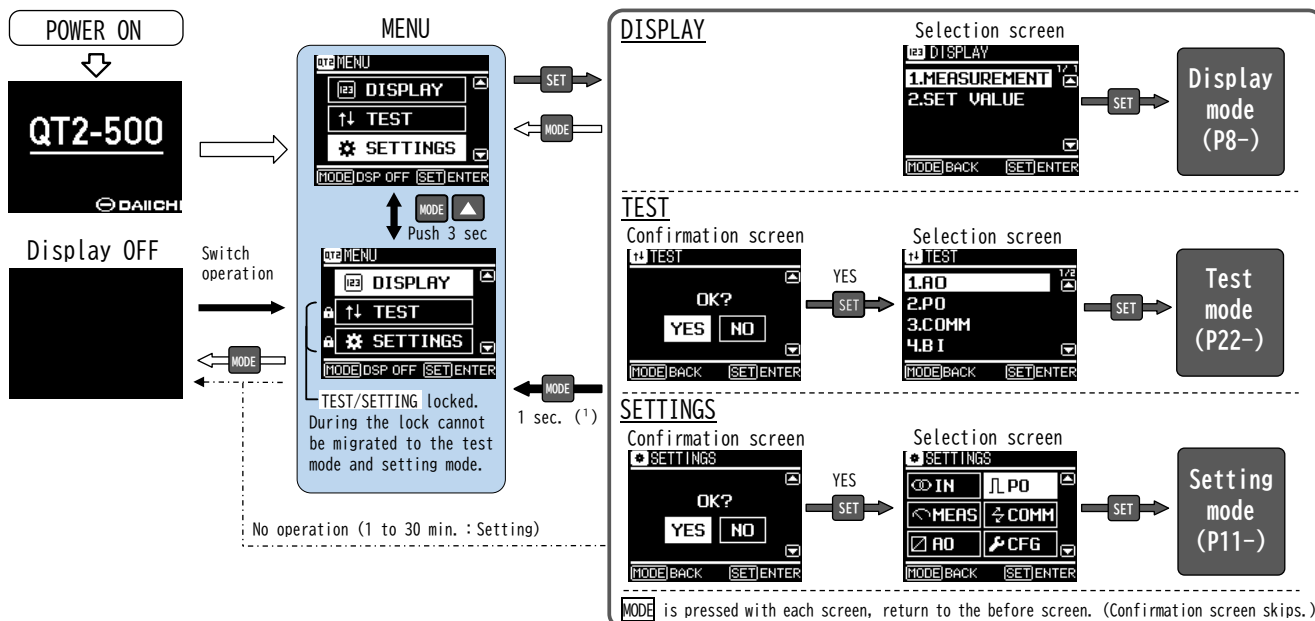 POWER ON
QT2-500
DAIICHI
Display OFF
Switch
operation
MODE
MENU
QT2 MENU
123 DISPLAY
↑↓ TEST
SETTINGS
MODE DSP OFF SET ENTER
MODE ▲
Push 3 sec
QT2 MENU
123 DISPLAY
↑↓ TEST
SETTINGS
MODE DSP OFF SET ENTER
TEST/SETTING locked.
During the lock cannot
be migrated to the test
mode and setting mode.
No operation (1 to 30 min. : Setting)
SET
MODE
MODE
1 sec. (1)
DISPLAY
Selection screen
123 DISPLAY
1/1
1.MEASUREMENT
2.SET VALUE
MODE BACK SET ENTER
SET
Display
mode
(P8-)
TEST
Confirmation screen
↑↓ TEST
OK?
YES NO
MODE BACK SET ENTER
YES
SET
Selection screen
↑↓ TEST
1/2
1.AO
2.PO
3.COMM
4.BI
MODE BACK SET ENTER
SET
Test
mode
(P22-)
SETTINGS
Confirmation screen
SETTINGS
OK?
YES NO
MODE BACK SET ENTER
YES
SET
Selection screen
SETTINGS
IN PO
MEAS COMM
AO CFG
MODE BACK SET ENTER
SET
Setting
mode
(P11-)
MODE is pressed with each screen, return to the before screen. (Confirmation screen skips.)